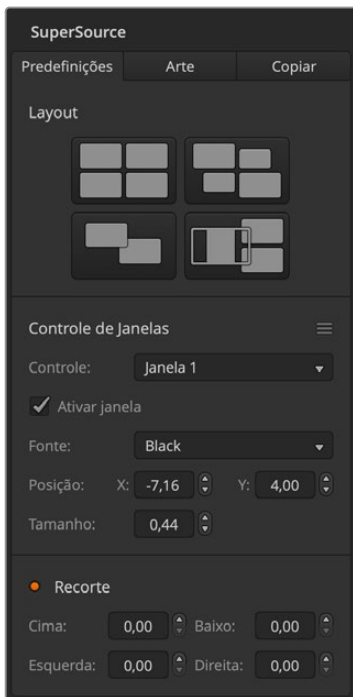 SuperSource
Predefinições Arte Copiar
Layout
Controle de Janelas
Controle: Janela 1
Ativar janela
Fonte: Black
Posição: X: -7,16 Y: 4,00
Tamanho: 0,44
Recorte
Cima: 0,00 Baixo: 0,00
Esquerda: 0,00 Direita: 0,00